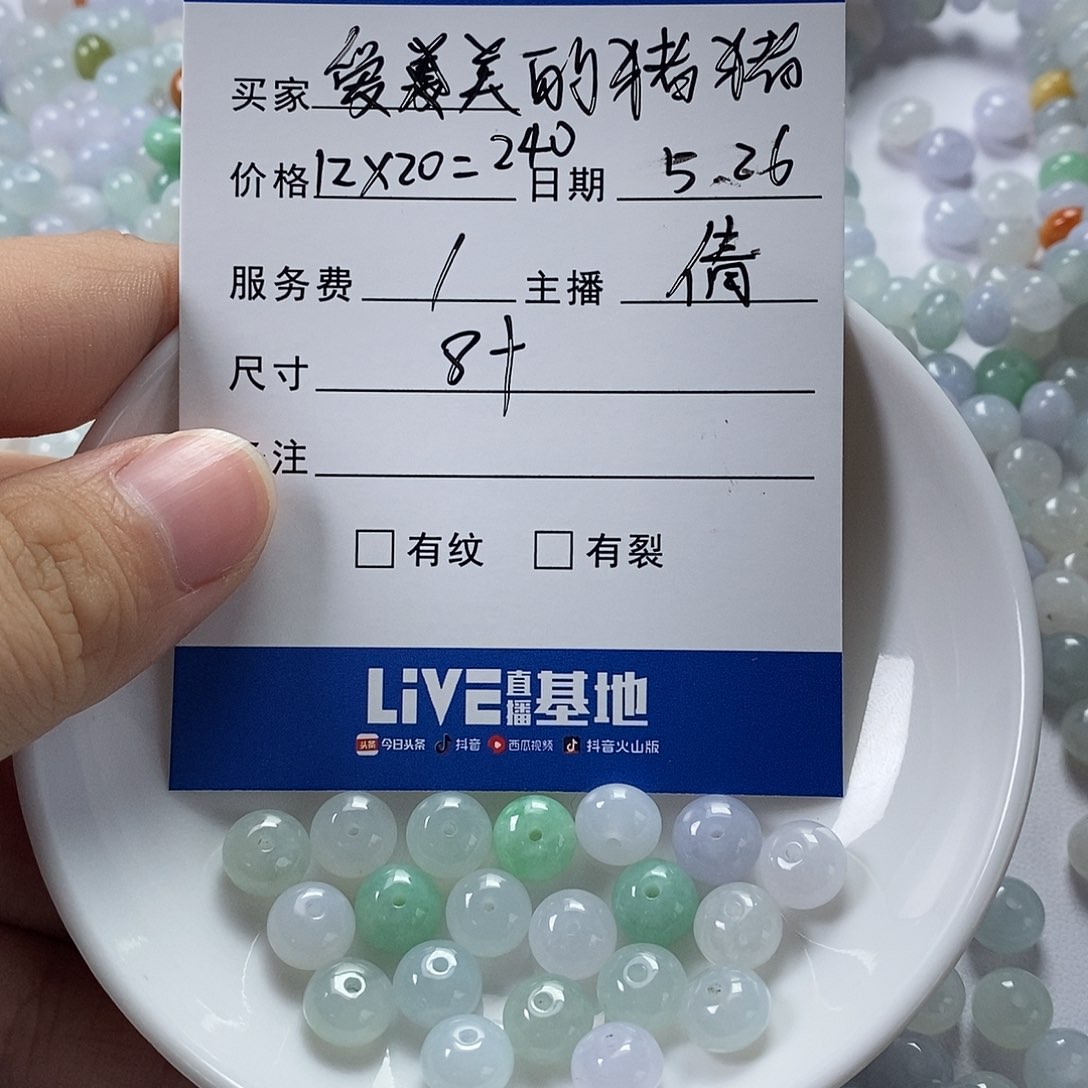 买家 爱美的猪猪
价格 12×20=240 日期 5.26
服务费 / 主播 倩
尺寸 8+
注
有纹 有裂
LiVE直播基地
今日头条 抖音 西瓜视频 抖音火山版